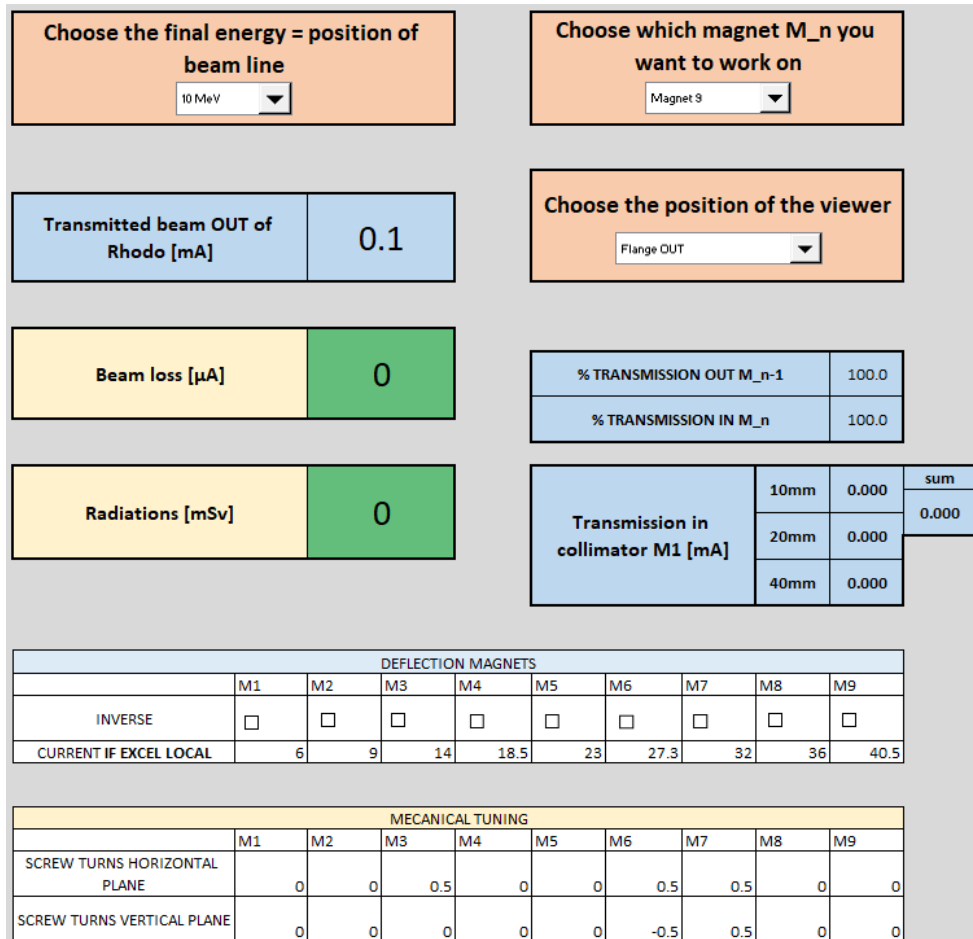 Choose the final energy = position of
beam line
10 MeV
Choose which magnet M_n you
want to work on
Magnet 9
Transmitted beam OUT of
Rhodo [mA]
0.1
Choose the position of the viewer
Flange OUT
Beam loss [µA]
0
% TRANSMISSION OUT M_n-1 100.0
% TRANSMISSION IN M_n 100.0
Radiations [mSv]
0
Transmission in
collimator M1 [mA]
10mm 0.000
20mm 0.000
40mm 0.000
sum
0.000
DEFLECTION MAGNETS
M1 M2 M3 M4 M5 M6 M7 M8 M9
INVERSE
CURRENT IF EXCEL LOCAL 6 9 14 18.5 23 27.3 32 36 40.5
MECANICAL TUNING
M1 M2 M3 M4 M5 M6 M7 M8 M9
SCREW TURNS HORIZONTAL
PLANE 0 0 0.5 0 0 0.5 0.5 0 0
SCREW TURNS VERTICAL PLANE 0 0 0 0 0 -0.5 0.5 0 0